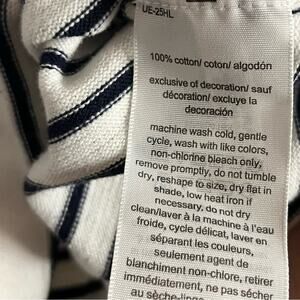 UE-25HL
100% cotton/ coton/ algodón
exclusive of decoration/ sauf
décoration/ excluye la
decoración
machine wash cold, gentle
cycle, wash with like colors,
non-chlorine bleach only,
remove promptly, do not tumble
dry, reshape to size, dry flat in
shade, low heat iron if
necessary. do not dry
clean/laver à la machine à l'eau
froide, cycle délicat, laver en
séparant les couleurs,
seulement agent de
blanchiment non-chlore, retirer
immédiatement, ne pas sécher
au sèche-linge